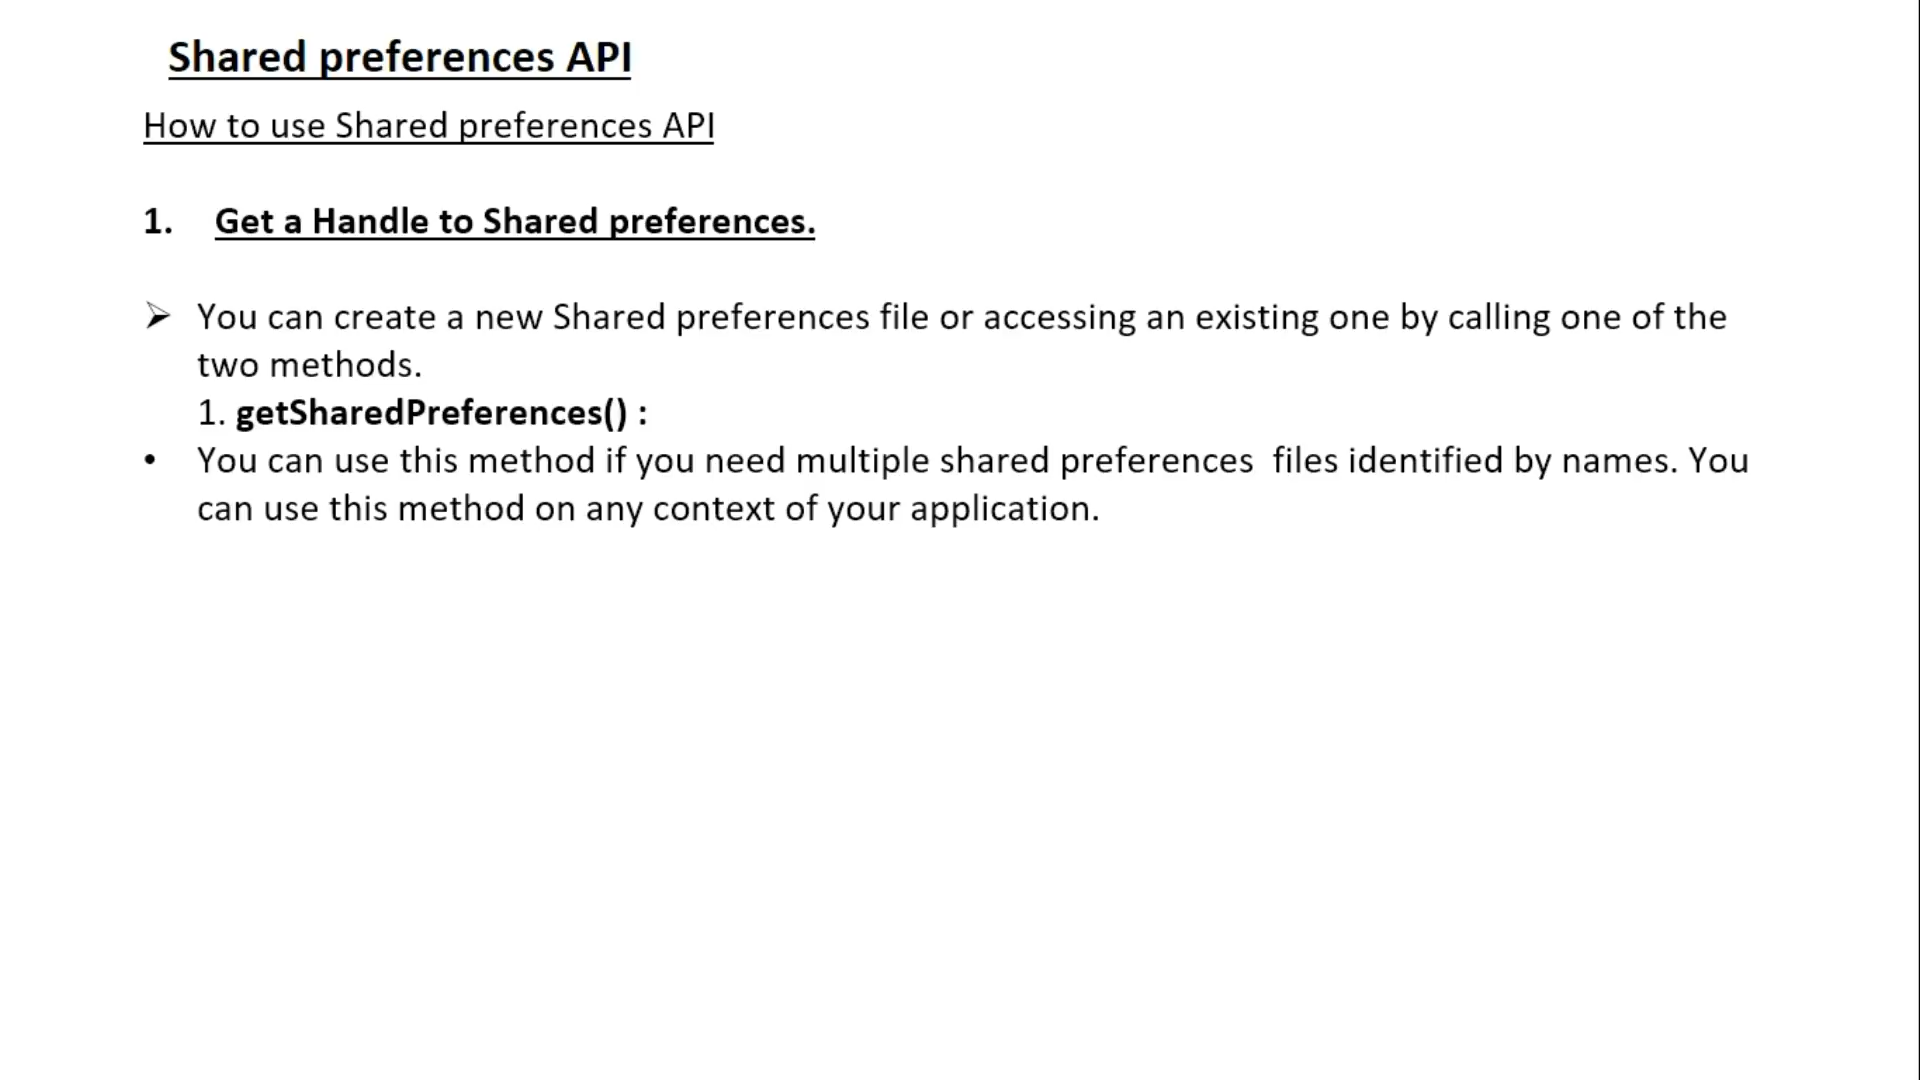 Shared preferences API
How to use Shared preferences API
1. Get a Handle to Shared preferences.
➢ You can create a new Shared preferences file or accessing an existing one by calling one of the
two methods.
1. getSharedPreferences() :
• You can use this method if you need multiple shared preferences  files identified by names. You
can use this method on any context of your application.